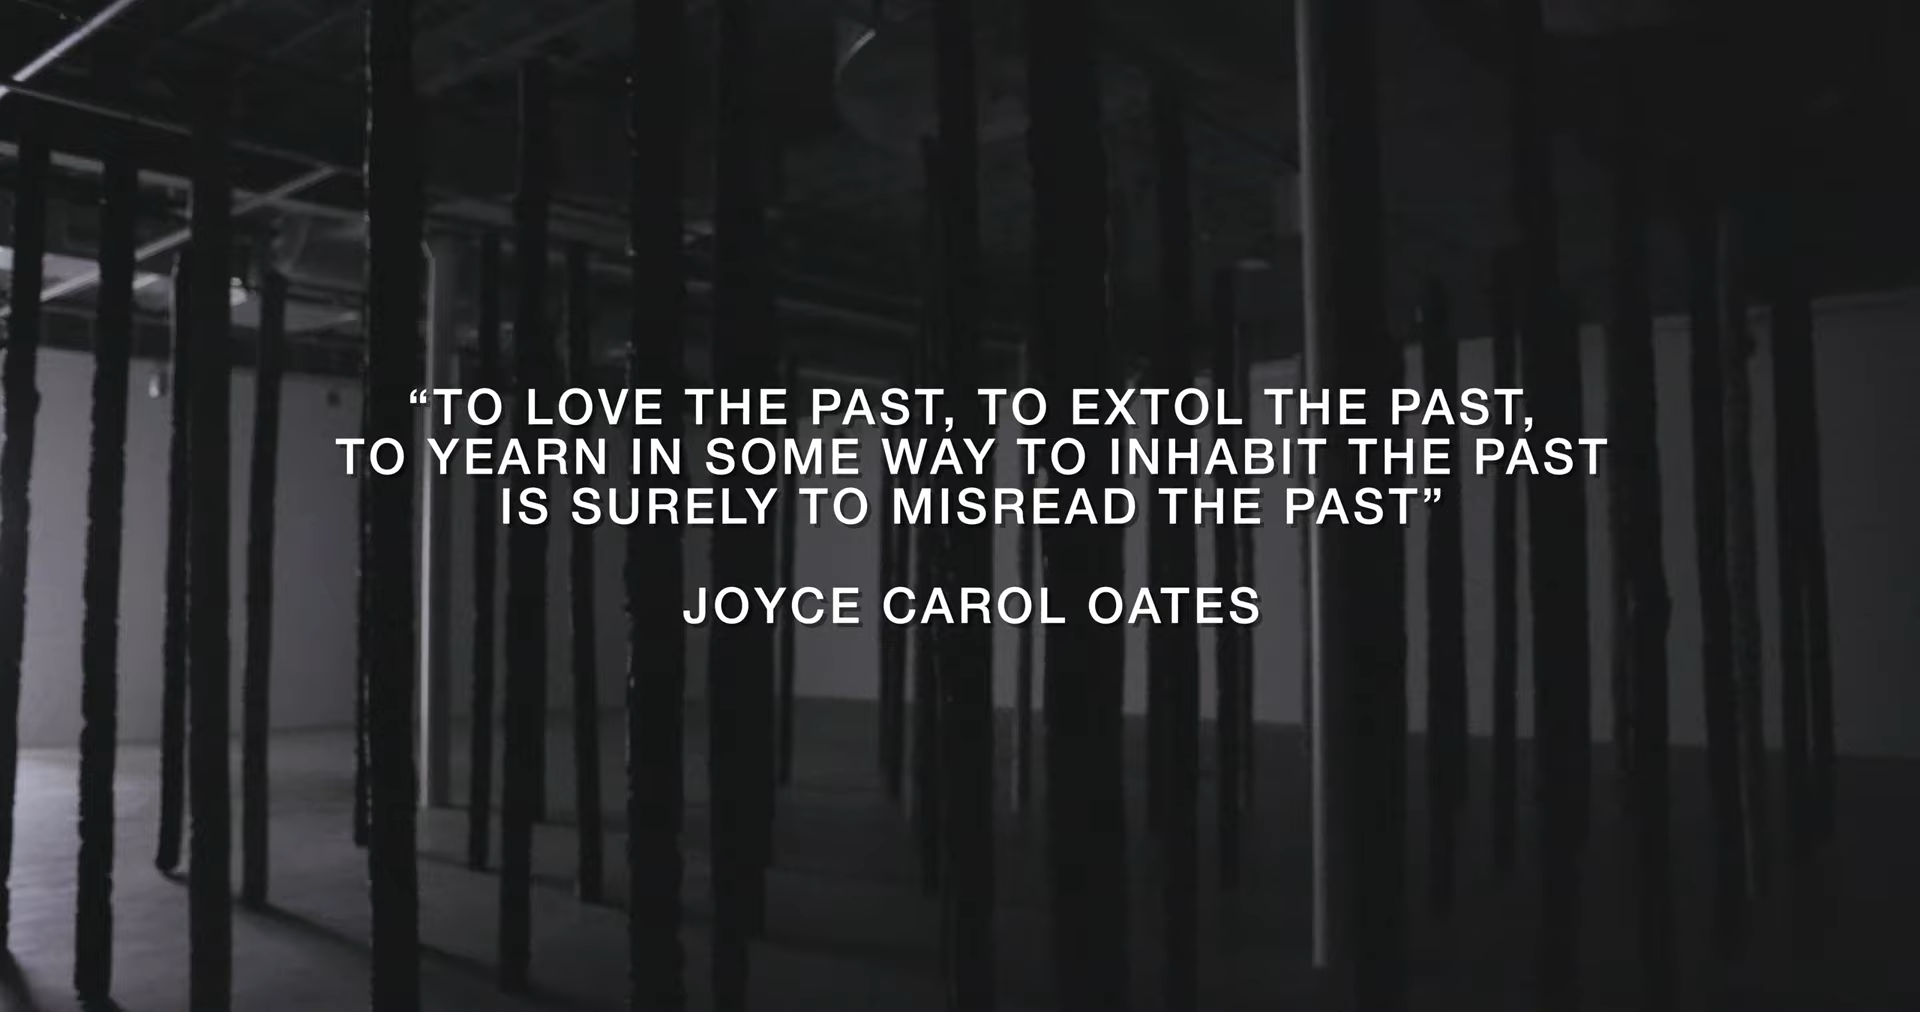 “TO LOVE THE PAST, TO EXTOL THE PAST,
TO YEARN IN SOME WAY TO INHABIT THE PAST
IS SURELY TO MISREAD THE PAST”
JOYCE CAROL OATES